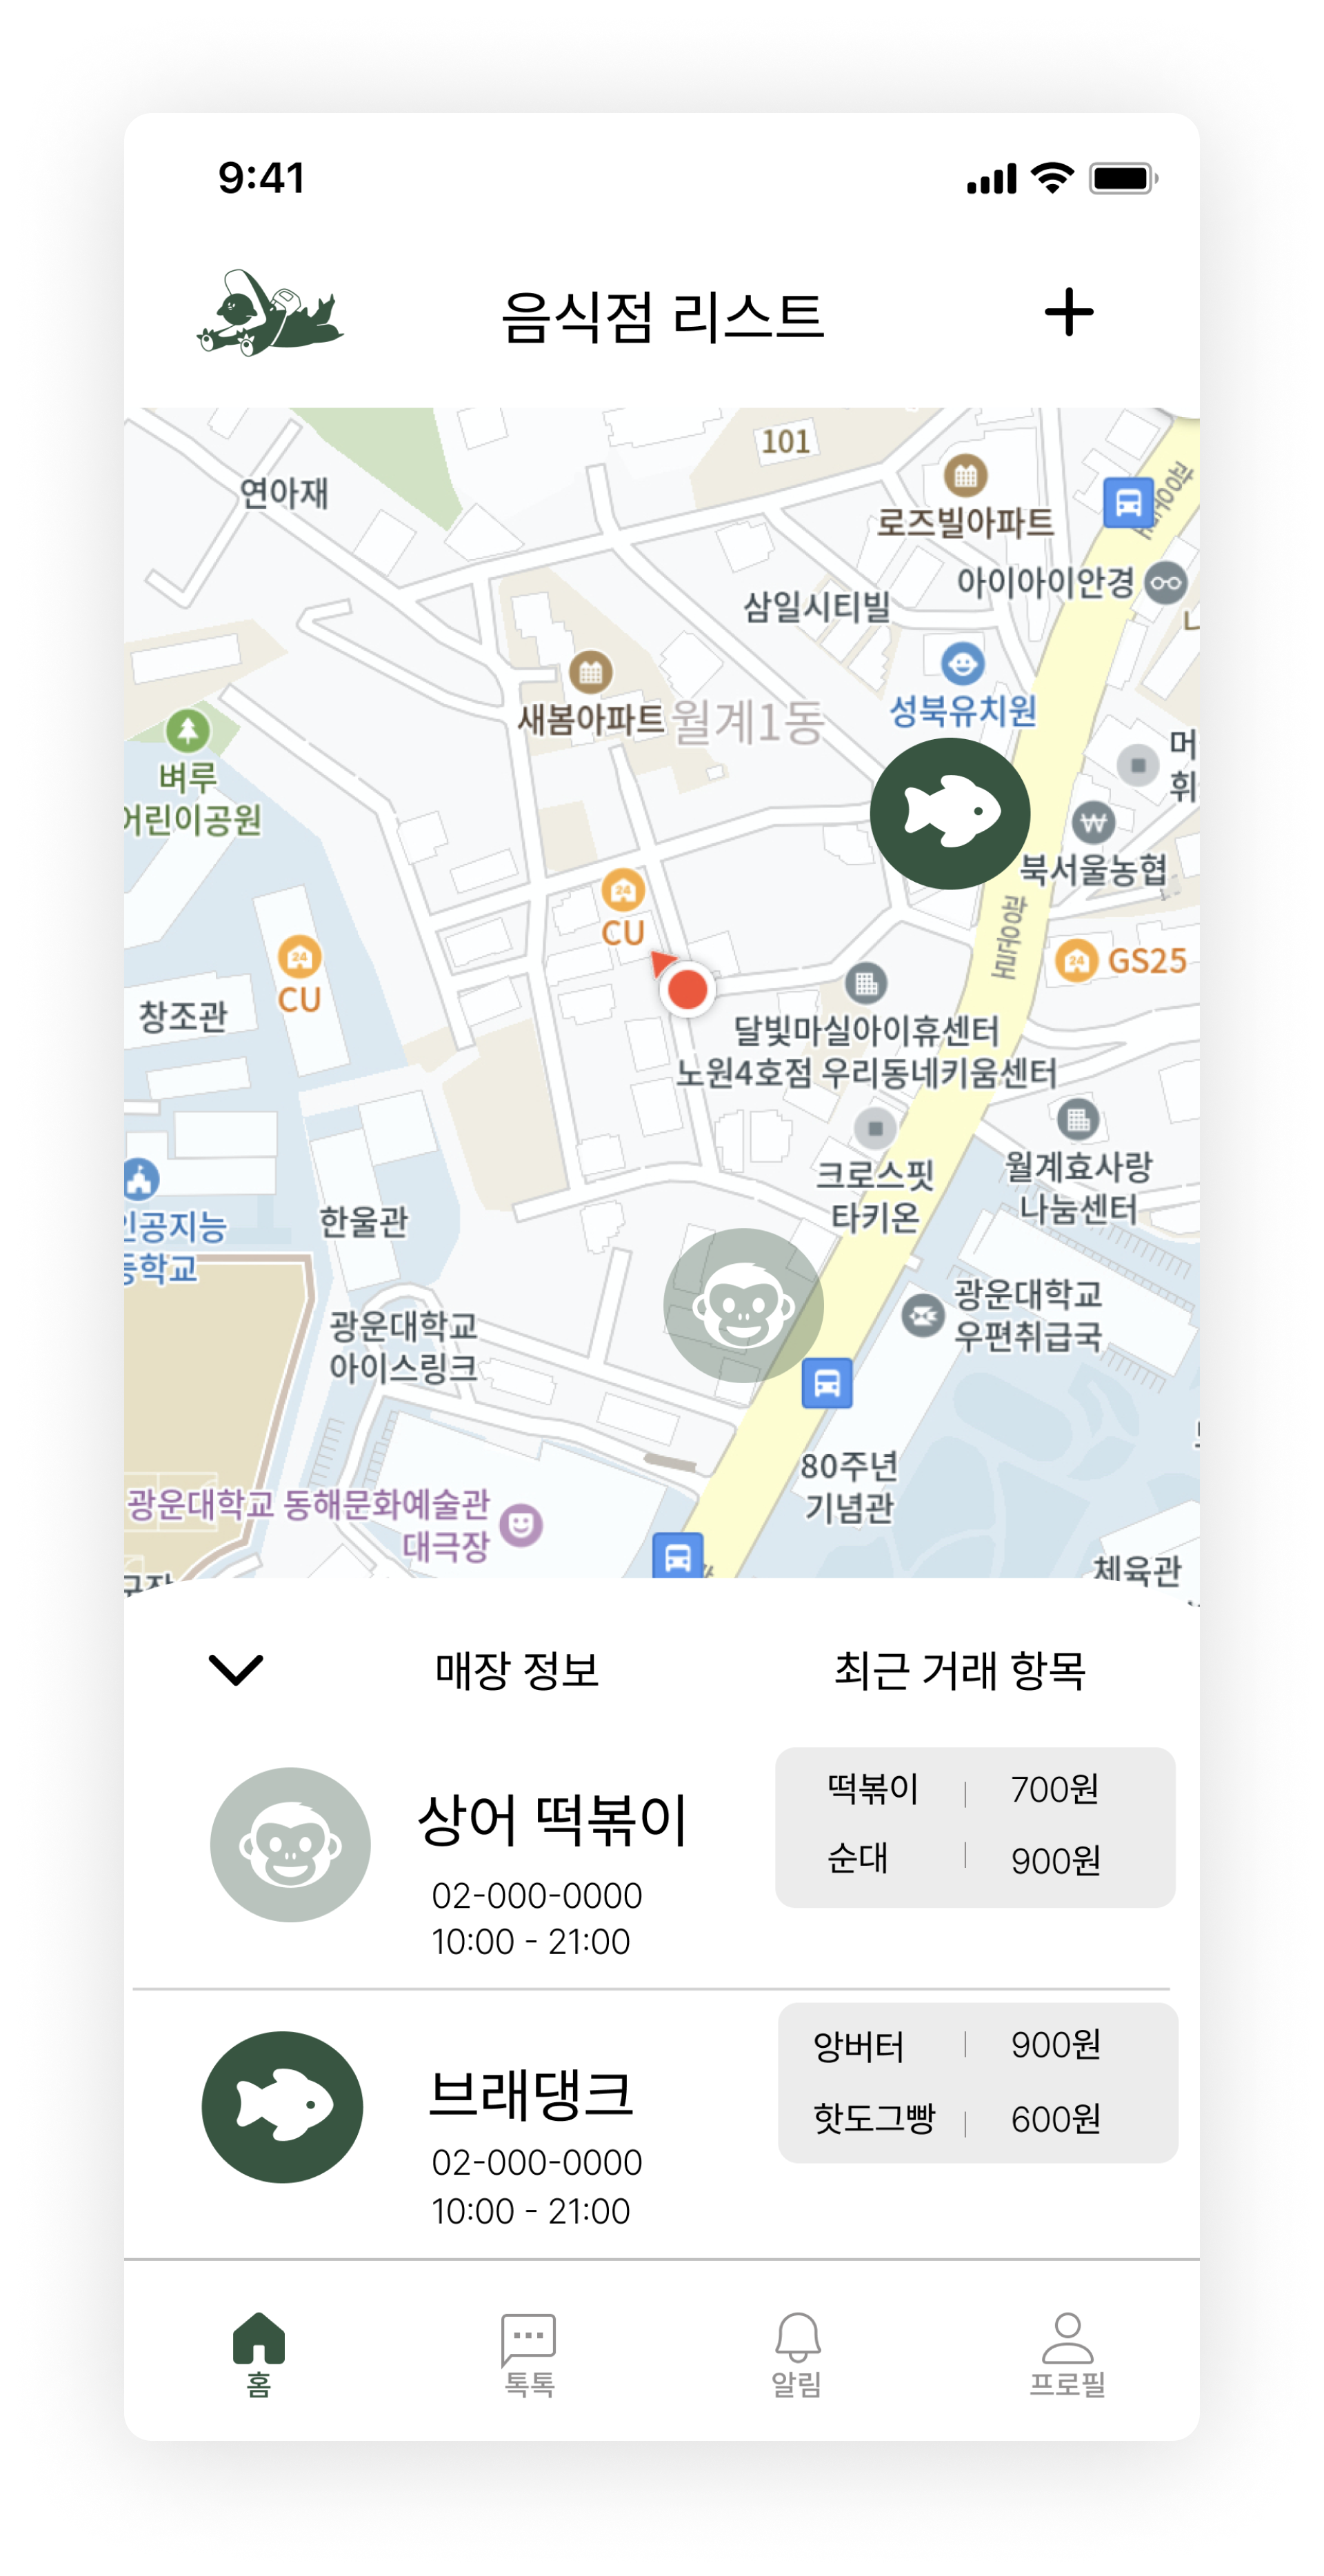 9:41
음식점 리스트
101
연아재
로즈빌아파트
아이아이안경
삼일시티빌
성북유치원
새봄아파트
월계1동
벼루
어린이공원
머
휘
북서울농협
광운로
24
CU
24
CU
24
GS25
창조관
달빛마실아이휴센터
노원4호점 우리동네키움센터
크로스핏
타키온
월계효사랑
나눔센터
인공지능
등학교
한울관
광운대학교
우편취급국
광운대학교
아이스링크
80주년
기념관
광운대학교 동해문화예술관
대극장
체육관
매장 정보
최근 거래 항목
상어 떡볶이
02-000-0000
10:00 - 21:00
떡볶이
700원
순대
900원
브래댕크
02-000-0000
10:00 - 21:00
앙버터
900원
핫도그빵
600원
홈
톡톡
알림
프로필